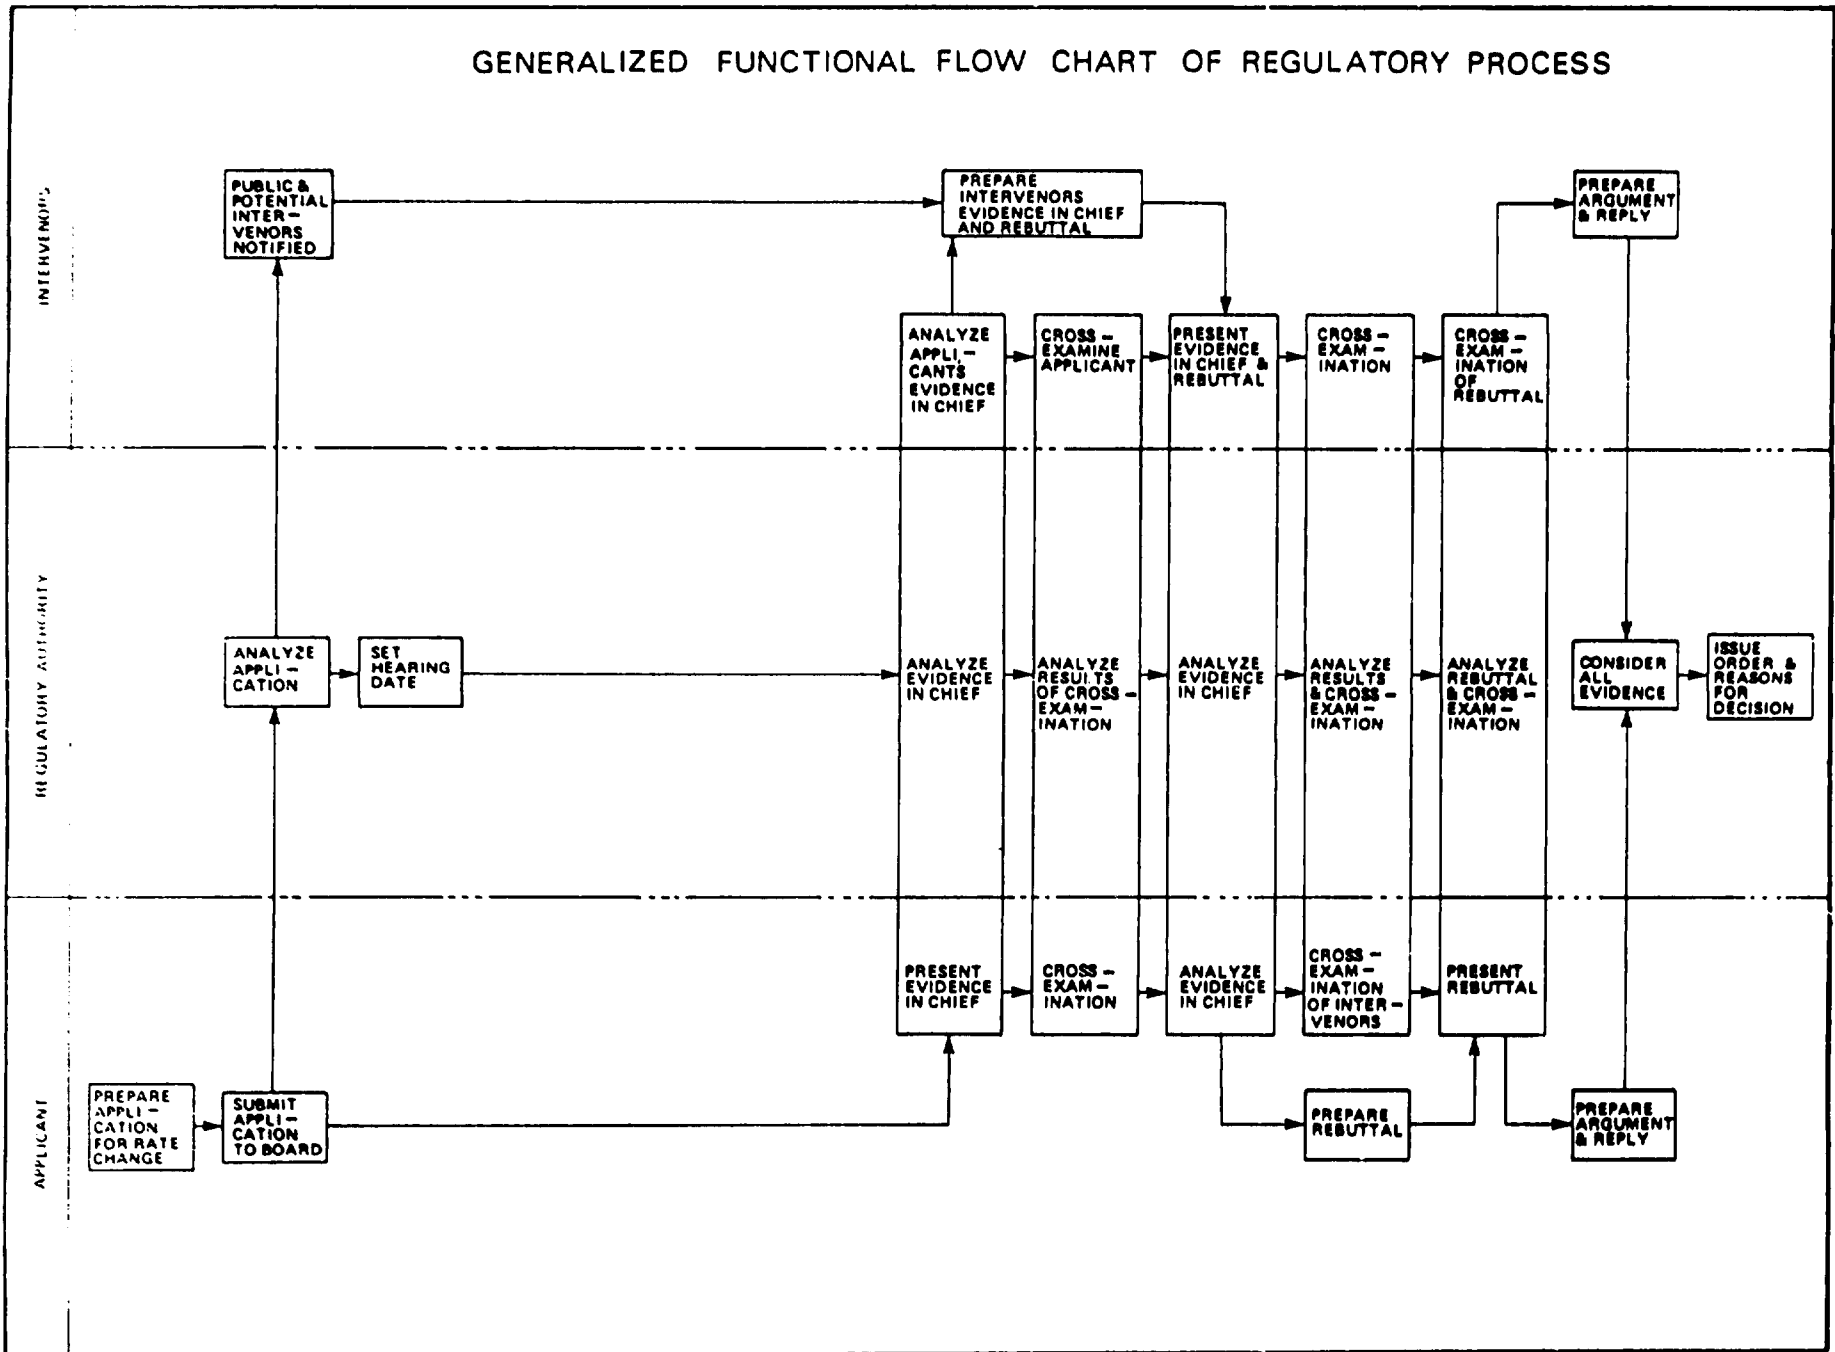 GENERALIZED FUNCTIONAL FLOW CHART OF REGULATORY PROCESS
INTERVENORS
PUBLIC &
POTENTIAL
INTER-
VENORS
NOTIFIED
PREPARE
INTERVENORS
EVIDENCE IN CHIEF
AND REBUTTAL
PREPARE
ARGUMENT
& REPLY
ANALYZE
APPLI-
CANTS
EVIDENCE
IN CHIEF
CROSS-
EXAMINE
APPLICANT
PRESENT
EVIDENCE
IN CHIEF &
REBUTTAL
CROSS-
EXAM-
INATION
CROSS-
EXAM-
INATION
OF
REBUTTAL
REGULATORY AUTHORITY
ANALYZE
APPLI-
CATION
SET
HEARING
DATE
ANALYZE
EVIDENCE
IN CHIEF
ANALYZE
RESULTS
OF CROSS-
EXAM-
INATION
ANALYZE
EVIDENCE
IN CHIEF
ANALYZE
RESULTS
& CROSS-
EXAM-
INATION
ANALYZE
REBUTTAL
& CROSS-
EXAM-
INATION
CONSIDER
ALL
EVIDENCE
ISSUE
ORDER &
REASONS
FOR
DECISION
APPLICANT
PREPARE
APPLI-
CATION
FOR RATE
CHANGE
SUBMIT
APPLI-
CATION
TO BOARD
PRESENT
EVIDENCE
IN CHIEF
CROSS-
EXAM-
INATION
ANALYZE
EVIDENCE
IN CHIEF
CROSS-
EXAM-
INATION
OF INTER-
VENORS
PRESENT
REBUTTAL
PREPARE
REBUTTAL
PREPARE
ARGUMENT
& REPLY